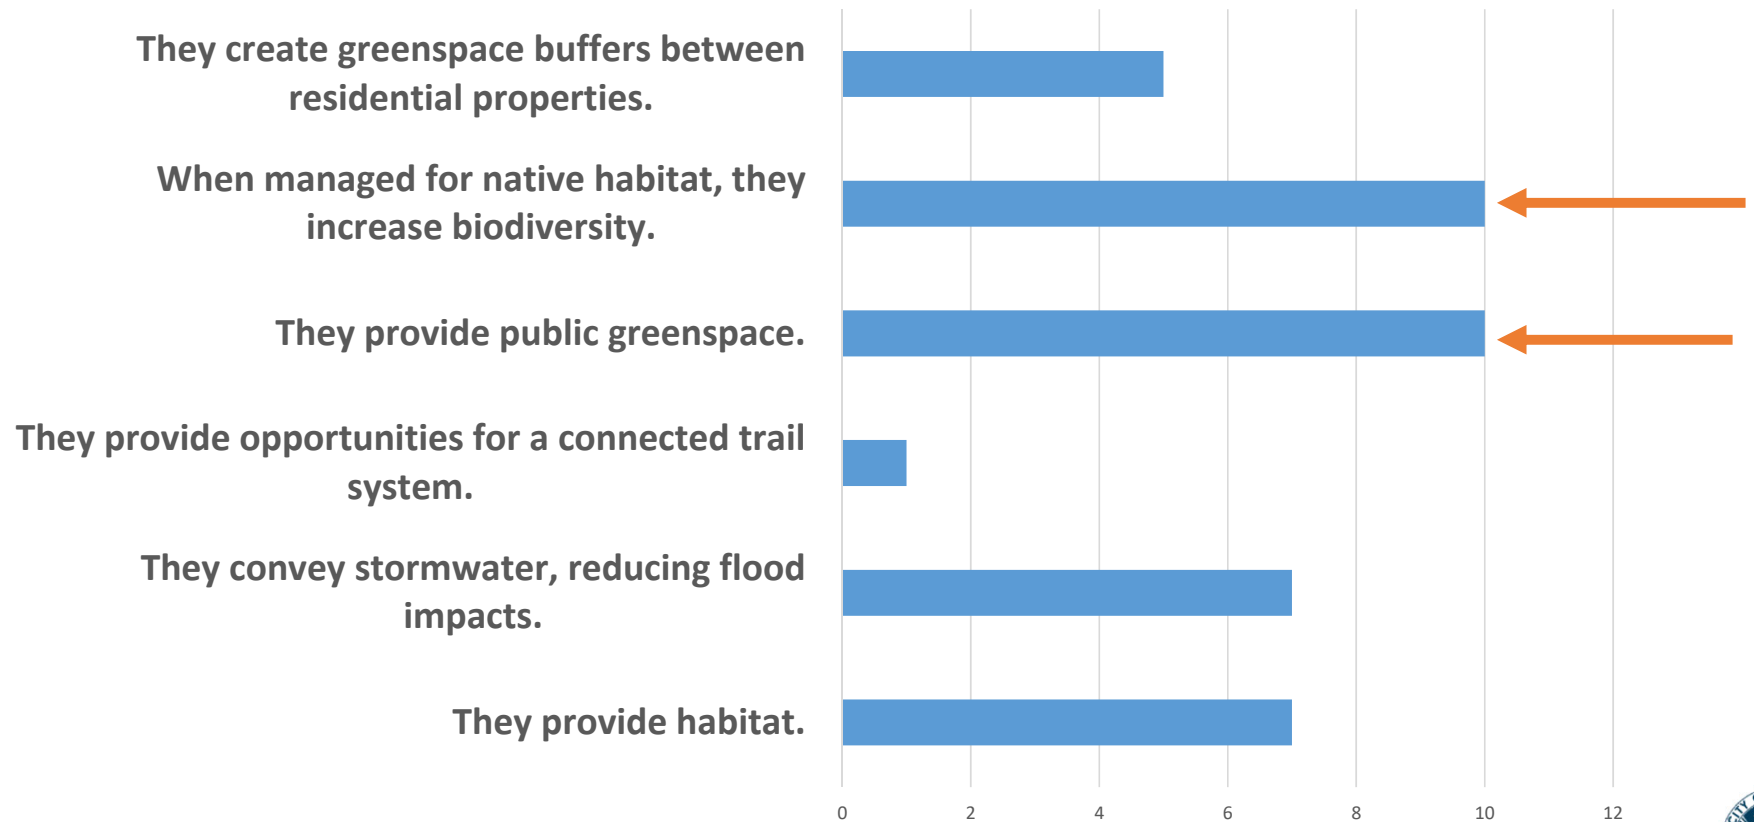 They create greenspace buffers between
residential properties.
When managed for native habitat, they
increase biodiversity.
They provide public greenspace.
They provide opportunities for a connected trail
system.
They convey stormwater, reducing flood
impacts.
They provide habitat.
0 2 4 6 8 10 12